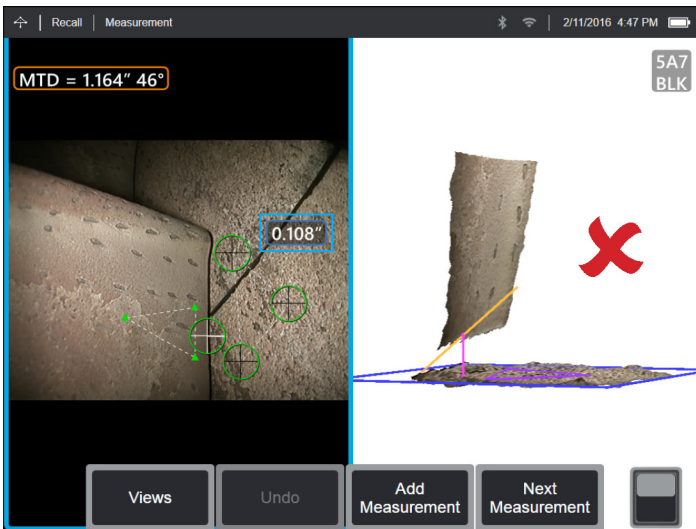 Recall
Measurement
2/11/2016 4:47 PM
MTD = 1.164" 46°
0.108"
5A7
BLK
Views
Undo
Add
Measurement
Next
Measurement